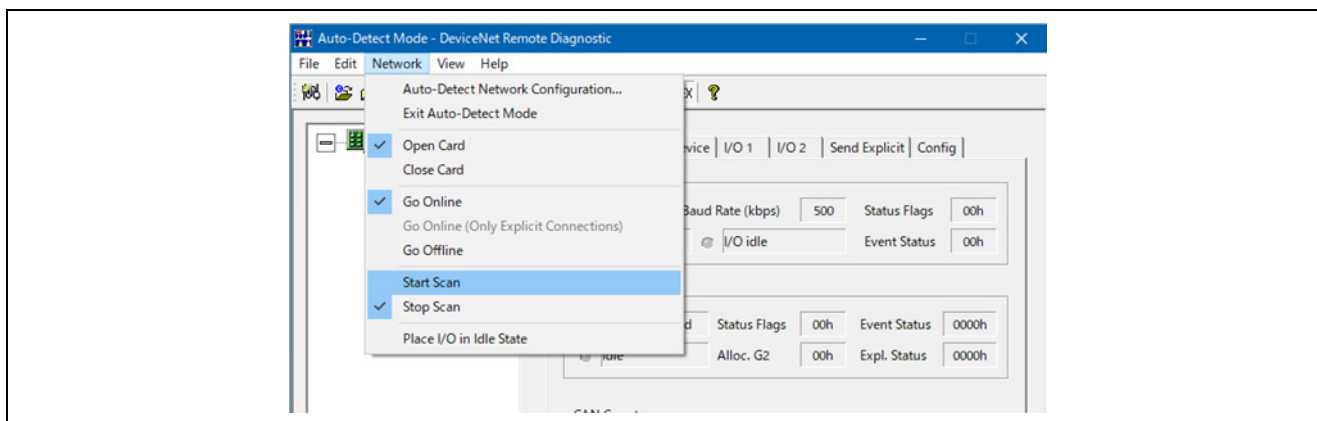 Auto-Detect Mode - DeviceNet Remote Diagnostic
File Edit Network View Help
Auto-Detect Network Configuration...
Exit Auto-Detect Mode
Open Card
Close Card
Go Online
Go Online (Only Explicit Connections)
Go Offline
Start Scan
Stop Scan
Place I/O in Idle State
I/O 1 I/O 2 Send Explicit Config
Baud Rate (kbps) 500 Status Flags 00h
I/O idle Event Status 00h
Status Flags 00h Event Status 0000h
Idle Alloc. G2 00h Expl. Status 0000h